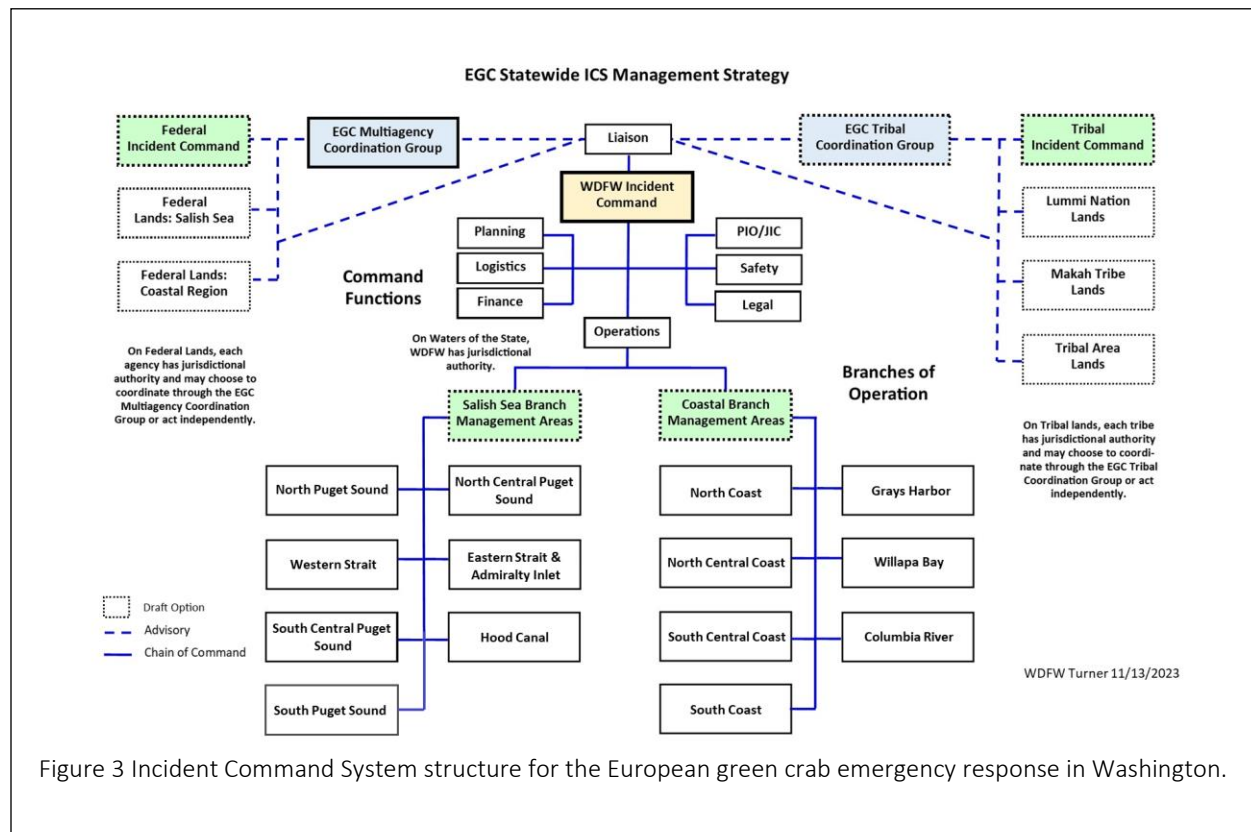 EGC Statewide ICS Management Strategy
Federal
Incident Command
EGC Multiagency
Coordination Group
Liaison
EGC Tribal
Coordination Group
Tribal
Incident Command
Federal
Lands: Salish Sea
WDFW Incident
Command
Lummi Nation
Lands
Planning
PIO/JIC
Federal Lands:
Coastal Region
Command
Functions
Logistics
Safety
Makah Tribe
Lands
Finance
Legal
On Waters of the State,
WDFW has jurisdictional
authority.
Operations
Tribal Area
Lands
On Federal Lands, each
agency has jurisdictional
authority and may choose to
coordinate through the EGC
Multiagency Coordination
Group or act independently.
Branches of
Operation
Salish Sea Branch
Management Areas
Coastal Branch
Management Areas
On Tribal lands, each tribe
has jurisdictional authority
and may choose to coordi-
nate through the EGC Tribal
Coordination Group or act
independently.
North Puget Sound
North Central Puget
Sound
North Coast
Grays Harbor
Western Strait
Eastern Strait &
Admiralty Inlet
North Central Coast
Willapa Bay
Draft Option
Advisory
Chain of Command
South Central Puget
Sound
Hood Canal
South Central Coast
Columbia River
WDFW Turner 11/13/2023
South Puget Sound
South Coast
Figure 3 Incident Command System structure for the European green crab emergency response in Washington.